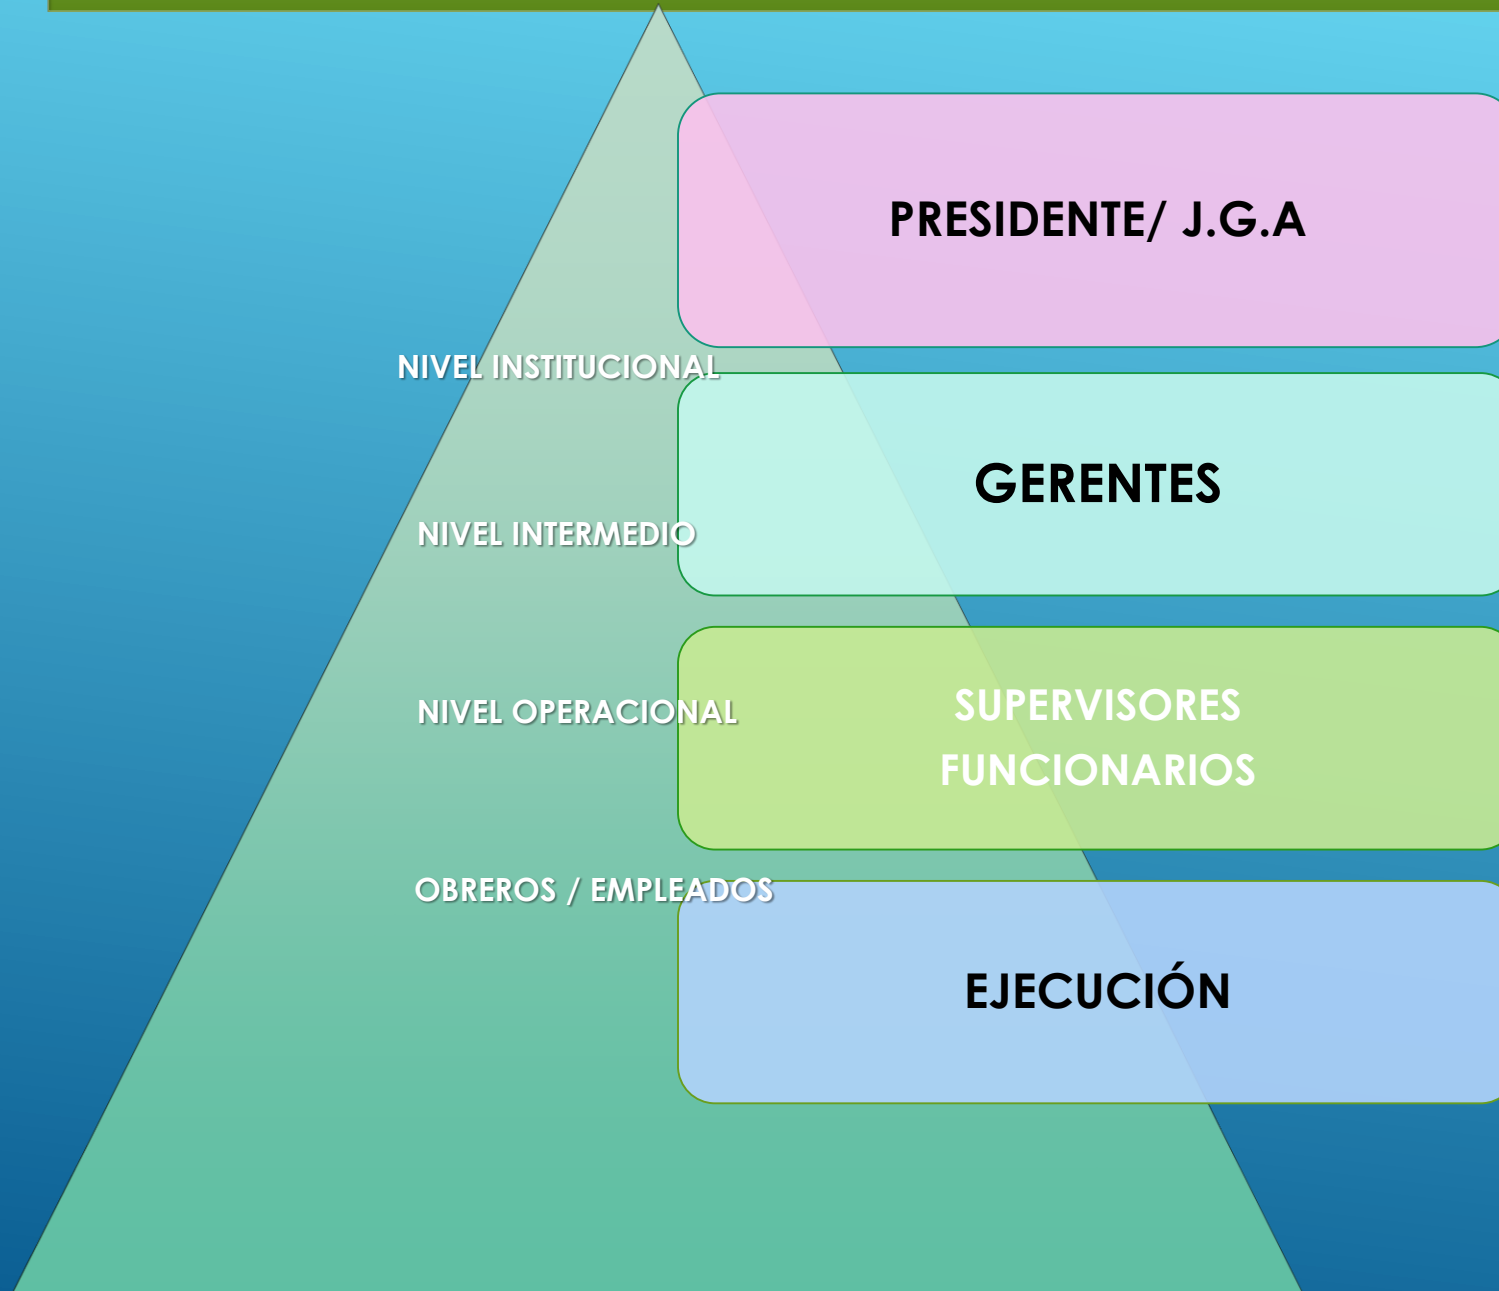 PRESIDENTE/ J.G.A
NIVEL INSTITUCIONAL
GERENTES
NIVEL INTERMEDIO
NIVEL OPERACIONAL
SUPERVISORES
FUNCIONARIOS
OBREROS / EMPLEADOS
EJECUCIÓN